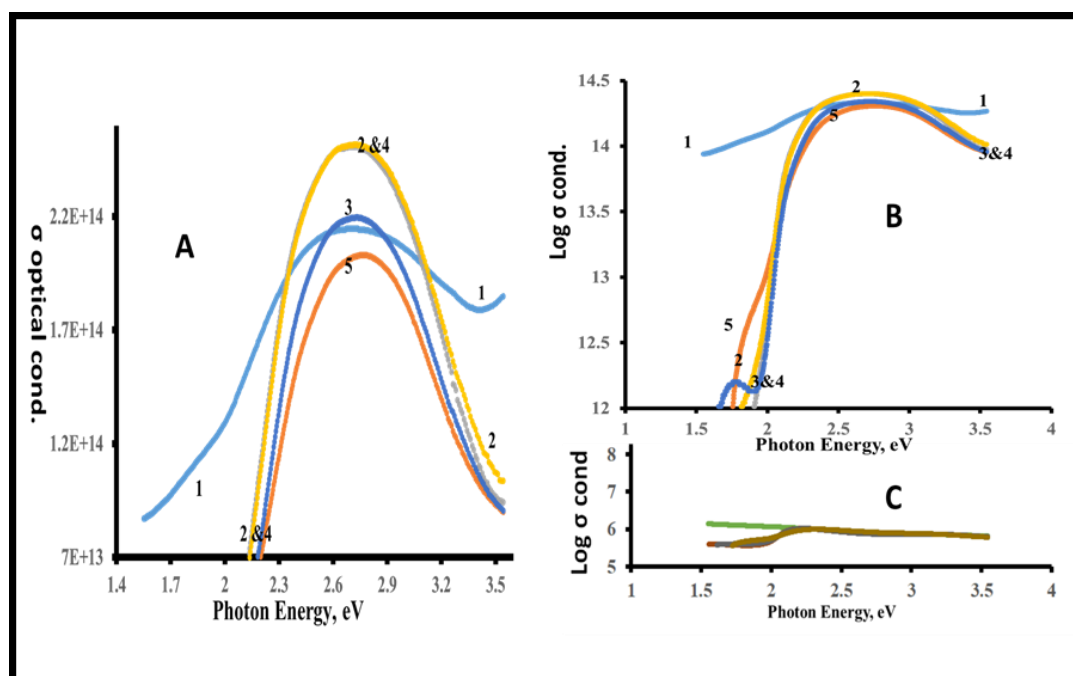 A
σ optical cond.
2.2E+14
1.7E+14
1.2E+14
7E+13
2 &4
3
5
1
1
2
2 &4
1.4 1.7 2 2.3 2.6 2.9 3.2 3.5
Photon Energy, eV
B
Log σ cond.
14.5
14
13.5
13
12.5
12
2
1
1
5
3&4
5
2
3&4
1 1.5 2 2.5 3 3.5 4
Photon Energy, eV
C
Log σ cond
8
7
6
5
1 1.5 2 2.5 3 3.5 4
Photon Energy, eV